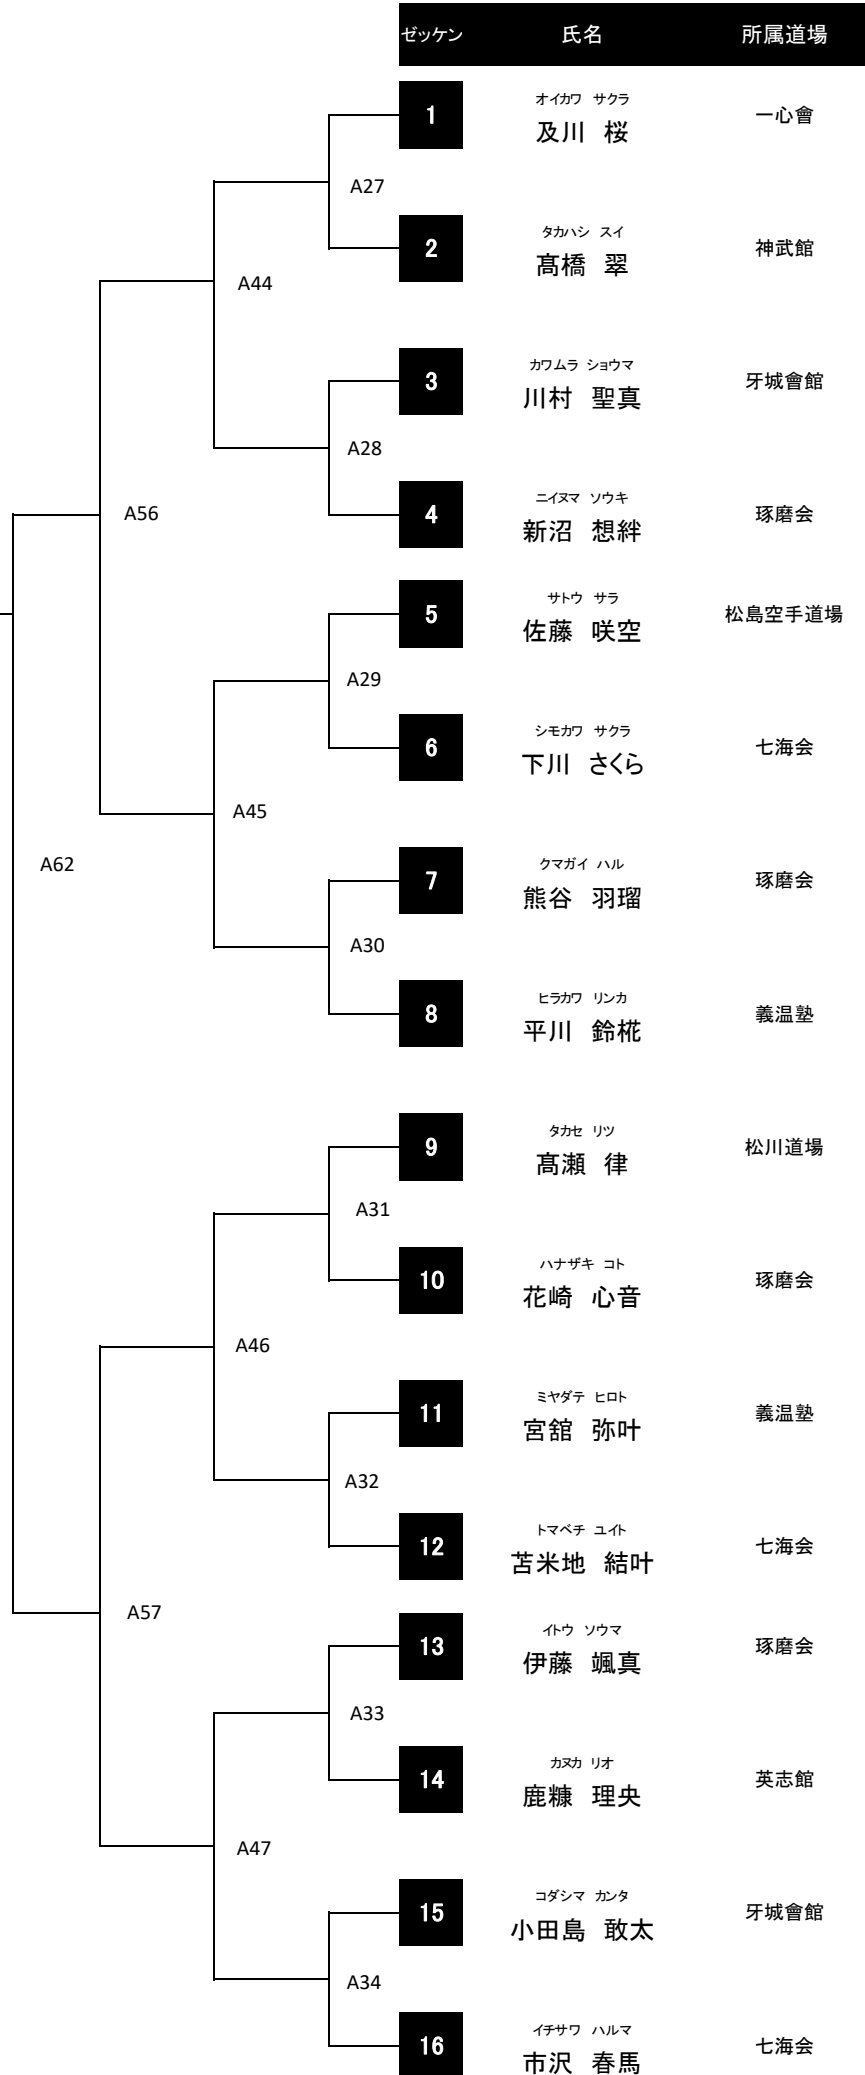 ゼッケン 氏名 所属道場
オイカワ サクラ
1 及川 桜 一心會
A27
タカハシ スイ
2 髙橋 翠 神武館
A44
カワムラ ショウマ
3 川村 聖真 牙城會館
A28
ニイヌマ ソウキ
4 新沼 想絆 琢磨会
A56
サトウ サラ
5 佐藤 咲空 松島空手道場
A29
シモカワ サクラ
6 下川 さくら 七海会
A45
A62
クマガイ ハル
7 熊谷 羽瑠 琢磨会
A30
ヒラカワ リンカ
8 平川 鈴椛 義温塾
タカセ リツ
9 髙瀬 律 松川道場
A31
ハナザキ コト
10 花崎 心音 琢磨会
A46
ミヤダテ ヒロト
11 宮舘 弥叶 義温塾
A32
トマベチ ユイト
12 苫米地 結叶 七海会
A57
イトウ ソウマ
13 伊藤 颯真 琢磨会
A33
カヌカ リオ
14 鹿糠 理央 英志館
A47
コダシマ カンタ
15 小田島 敢太 牙城會館
A34
イチサワ ハルマ
16 市沢 春馬 七海会